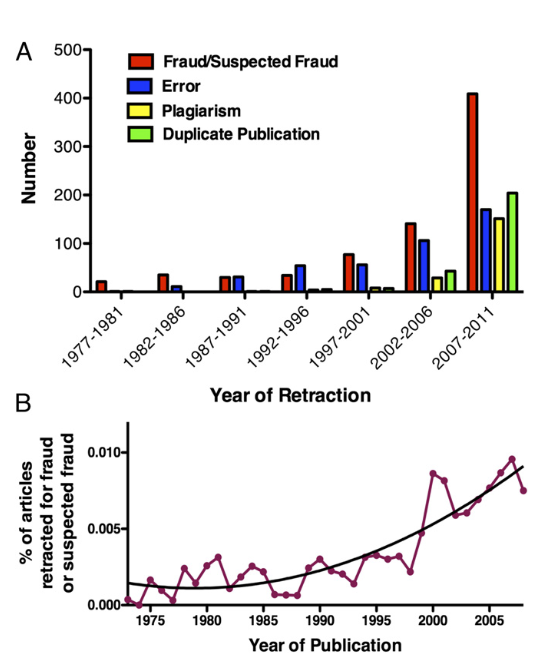 A
500
400
300
200
100
0
Number
Fraud/Suspected Fraud
Error
Plagiarism
Duplicate Publication
1977-1981
1982-1986
1987-1991
1992-1996
1997-2001
2002-2006
2007-2011
Year of Retraction
B
% of articles
retracted for fraud
or suspected fraud
0.010
0.005
0.000
1975
1980
1985
1990
1995
2000
2005
Year of Publication